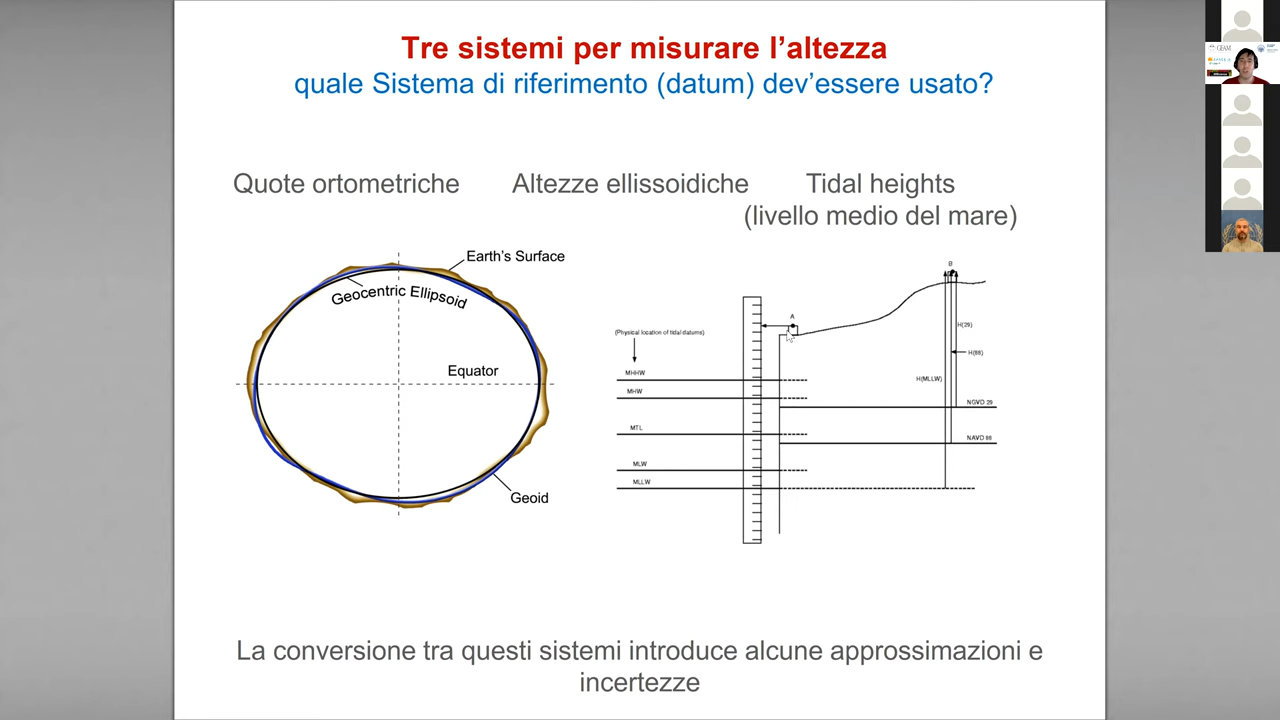 Tre sistemi per misurare l’altezza
quale Sistema di riferimento (datum) dev’essere usato?
Quote ortometriche
Altezze ellissoidiche
Tidal heights
(livello medio del mare)
Earth’s Surface
Geocentric Ellipsoid
Equator
Geoid
(Physical location of tidal datums)
MHHW
MHW
MTL
MLW
MLLW
A
B
H(29)
H(88)
H(MLLW)
NGVD 29
NAVD 88
La conversione tra questi sistemi introduce alcune approssimazioni e
incertezze
GEAM